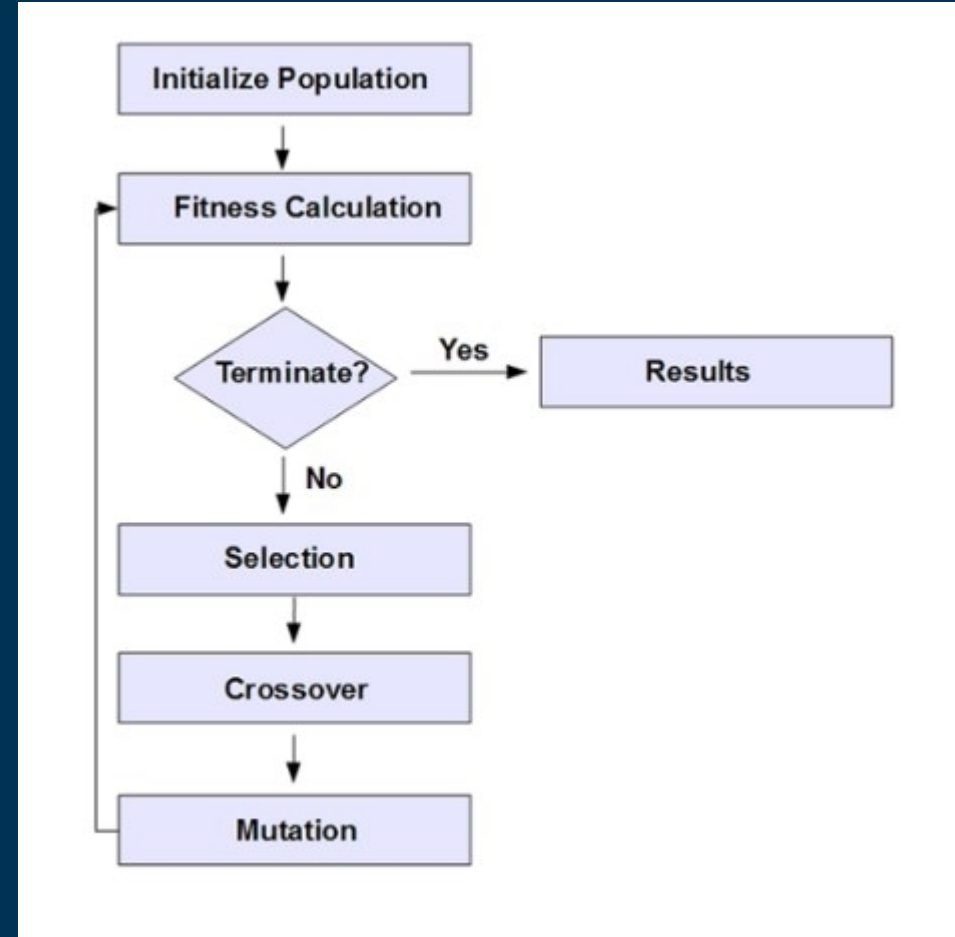 Initialize Population
Fitness Calculation
Terminate?
Yes
Results
No
Selection
Crossover
Mutation